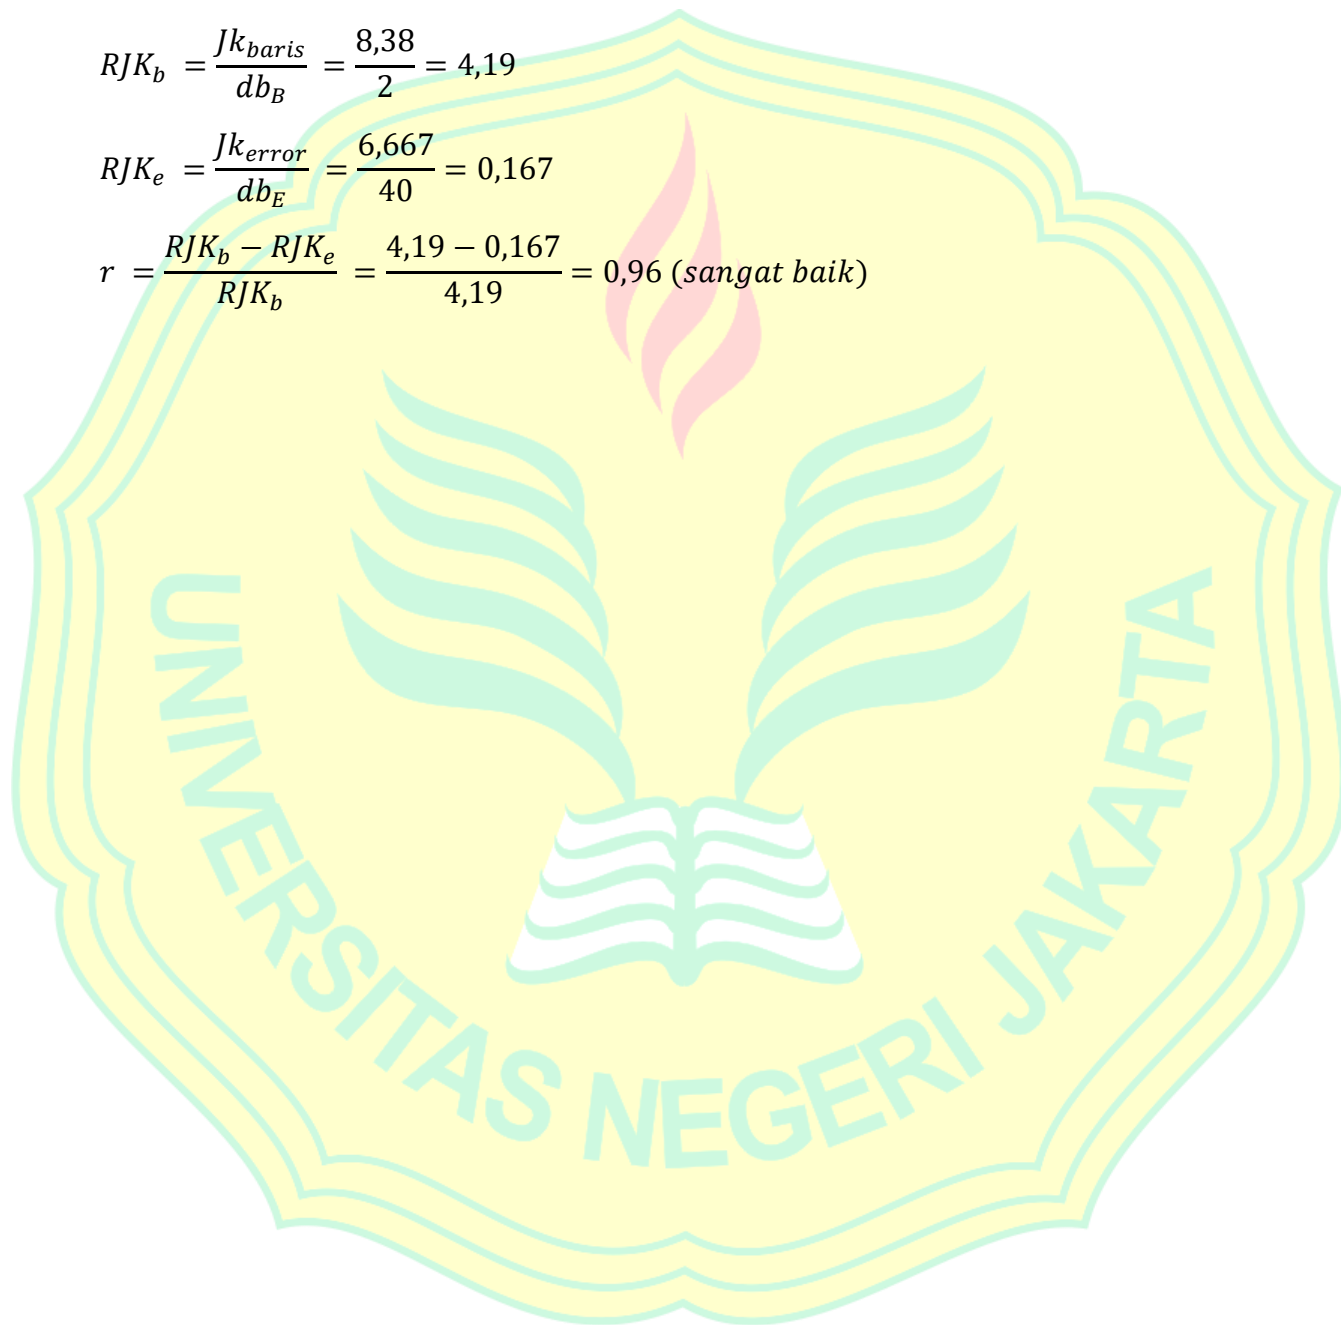 RJK_b = Jk_baris / db_B = 8,38 / 2 = 4,19
RJK_e = Jk_error / db_E = 6,667 / 40 = 0,167
r = RJK_b − RJK_e / RJK_b = 4,19 − 0,167 / 4,19 = 0,96 (sangat baik)
UNIVERSITAS NEGERI JAKARTA